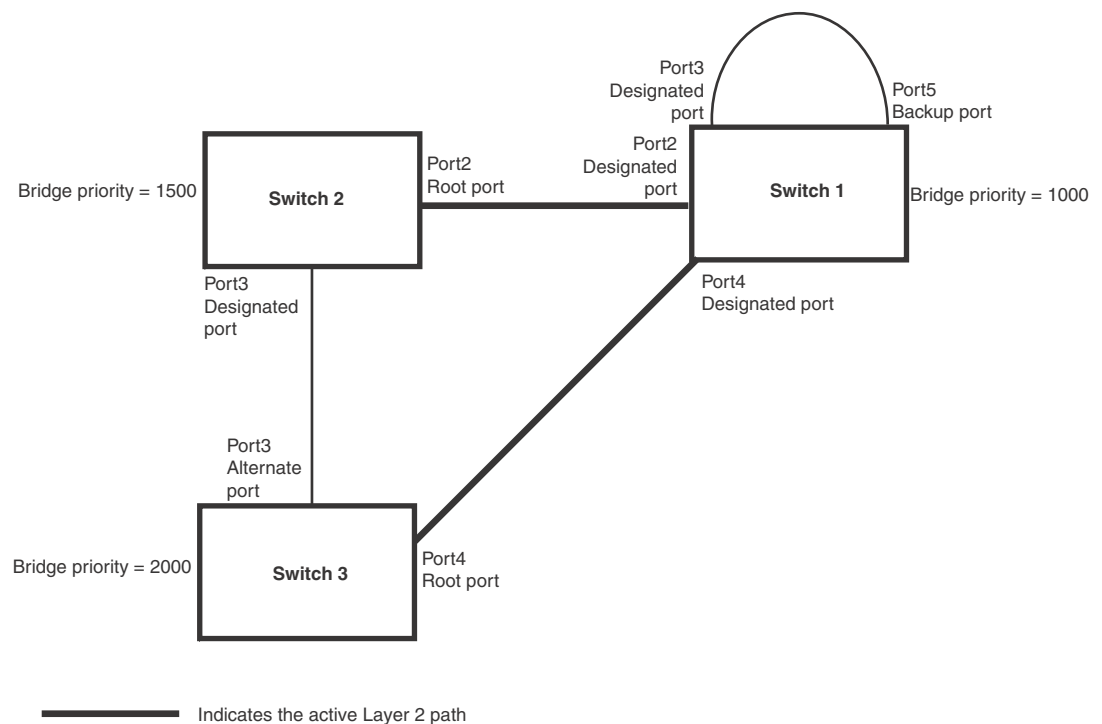 Port3
Designated
port
Port5
Backup port
Port2
Designated
port
Port2
Root port
Bridge priority = 1500
Switch 2
Switch 1
Bridge priority = 1000
Port3
Designated
port
Port4
Designated port
Port3
Alternate
port
Bridge priority = 2000
Switch 3
Port4
Root port
Indicates the active Layer 2 path